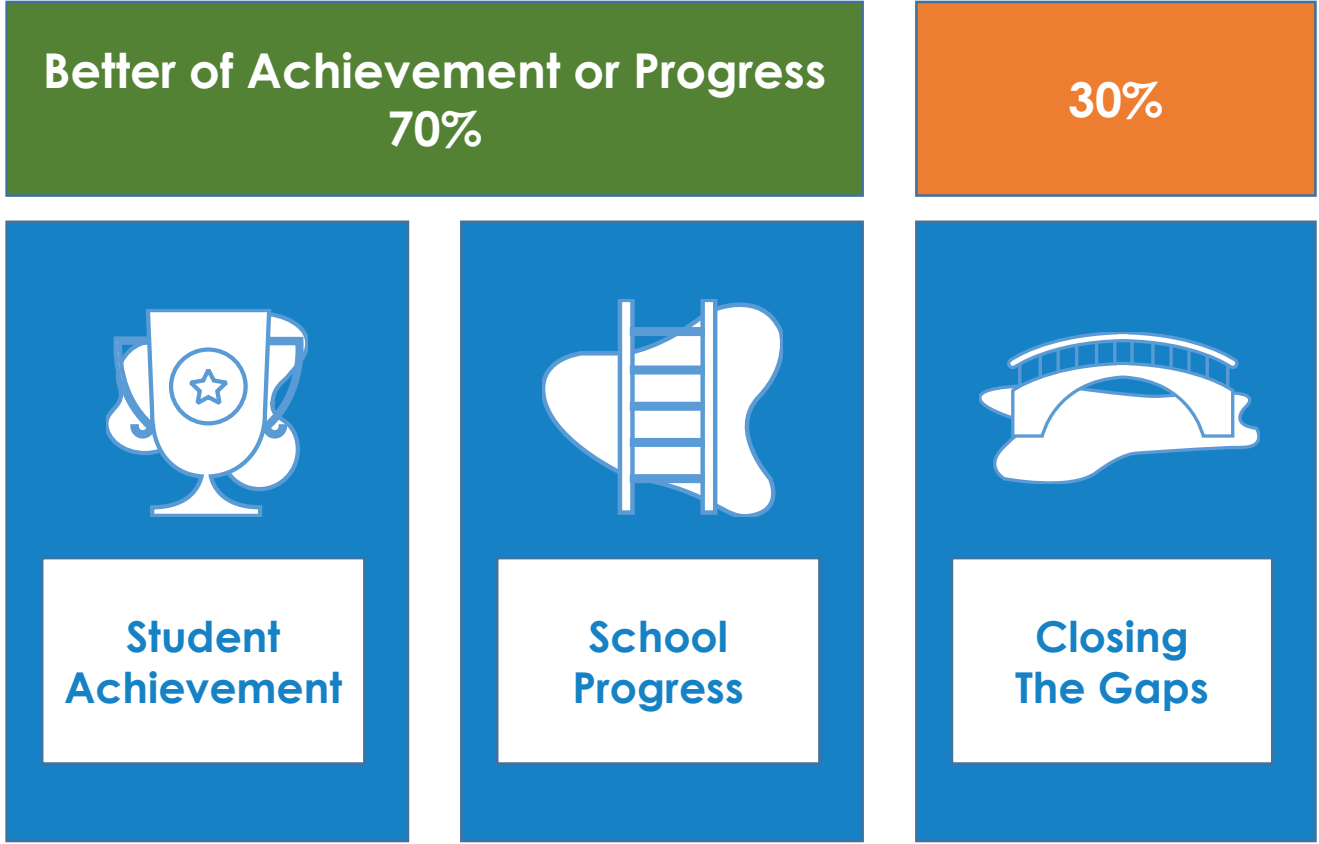 Better of Achievement or Progress
70%
30%
Student
Achievement
School
Progress
Closing
The Gaps